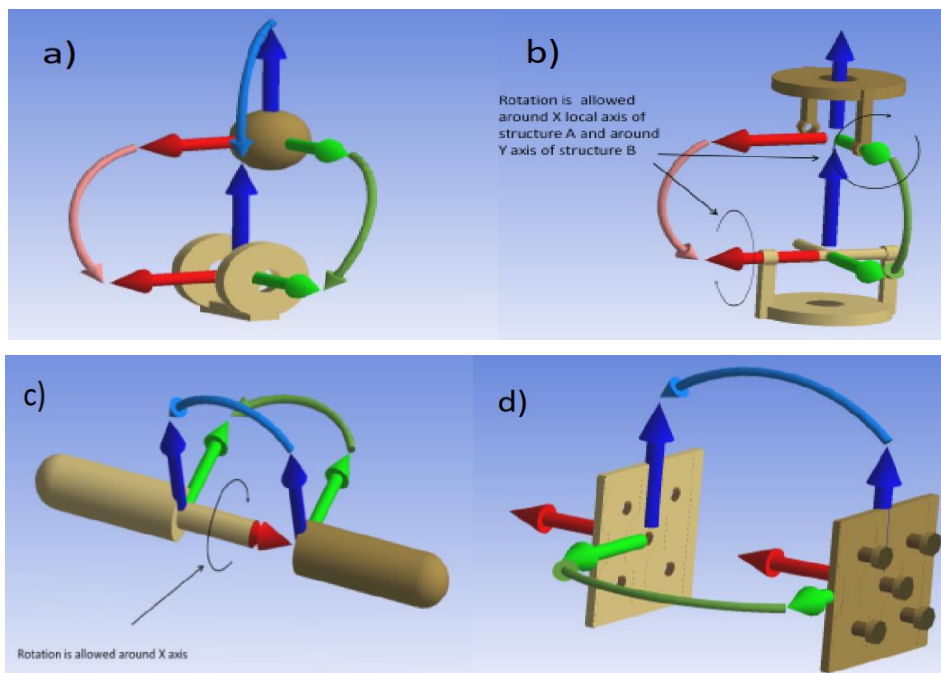 a)
b)
Rotation is allowed
around X local axis of
structure A and around
Y axis of structure B
c)
Rotation is allowed around X axis
d)